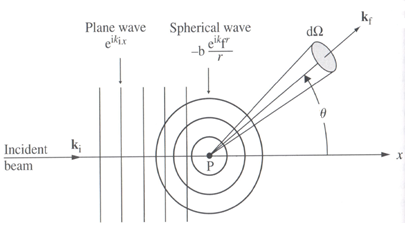 Plane wave
e^{ik_i x}
Spherical wave
-b e^{ik_f r}
r
dΩ
k_f
θ
Incident
beam
k_i
P
x